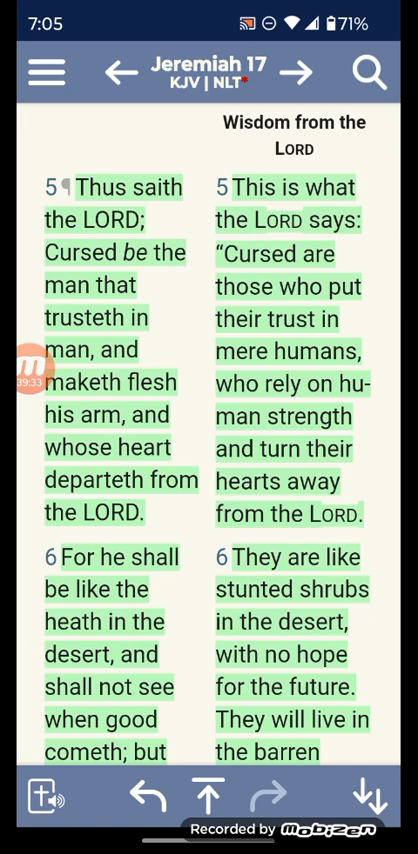 7:05
71%
Jeremiah 17
KJV | NLT*
Wisdom from the
LORD
5 ¶ Thus saith
the LORD;
Cursed be the
man that
trusteth in
man, and
maketh flesh
his arm, and
whose heart
departeth from
the LORD.
6 For he shall
be like the
heath in the
desert, and
shall not see
when good
cometh; but
5 This is what
the LORD says:
“Cursed are
those who put
their trust in
mere humans,
who rely on hu-
man strength
and turn their
hearts away
from the LORD.
6 They are like
stunted shrubs
in the desert,
with no hope
for the future.
They will live in
the barren
39:33
Recorded by mobizen